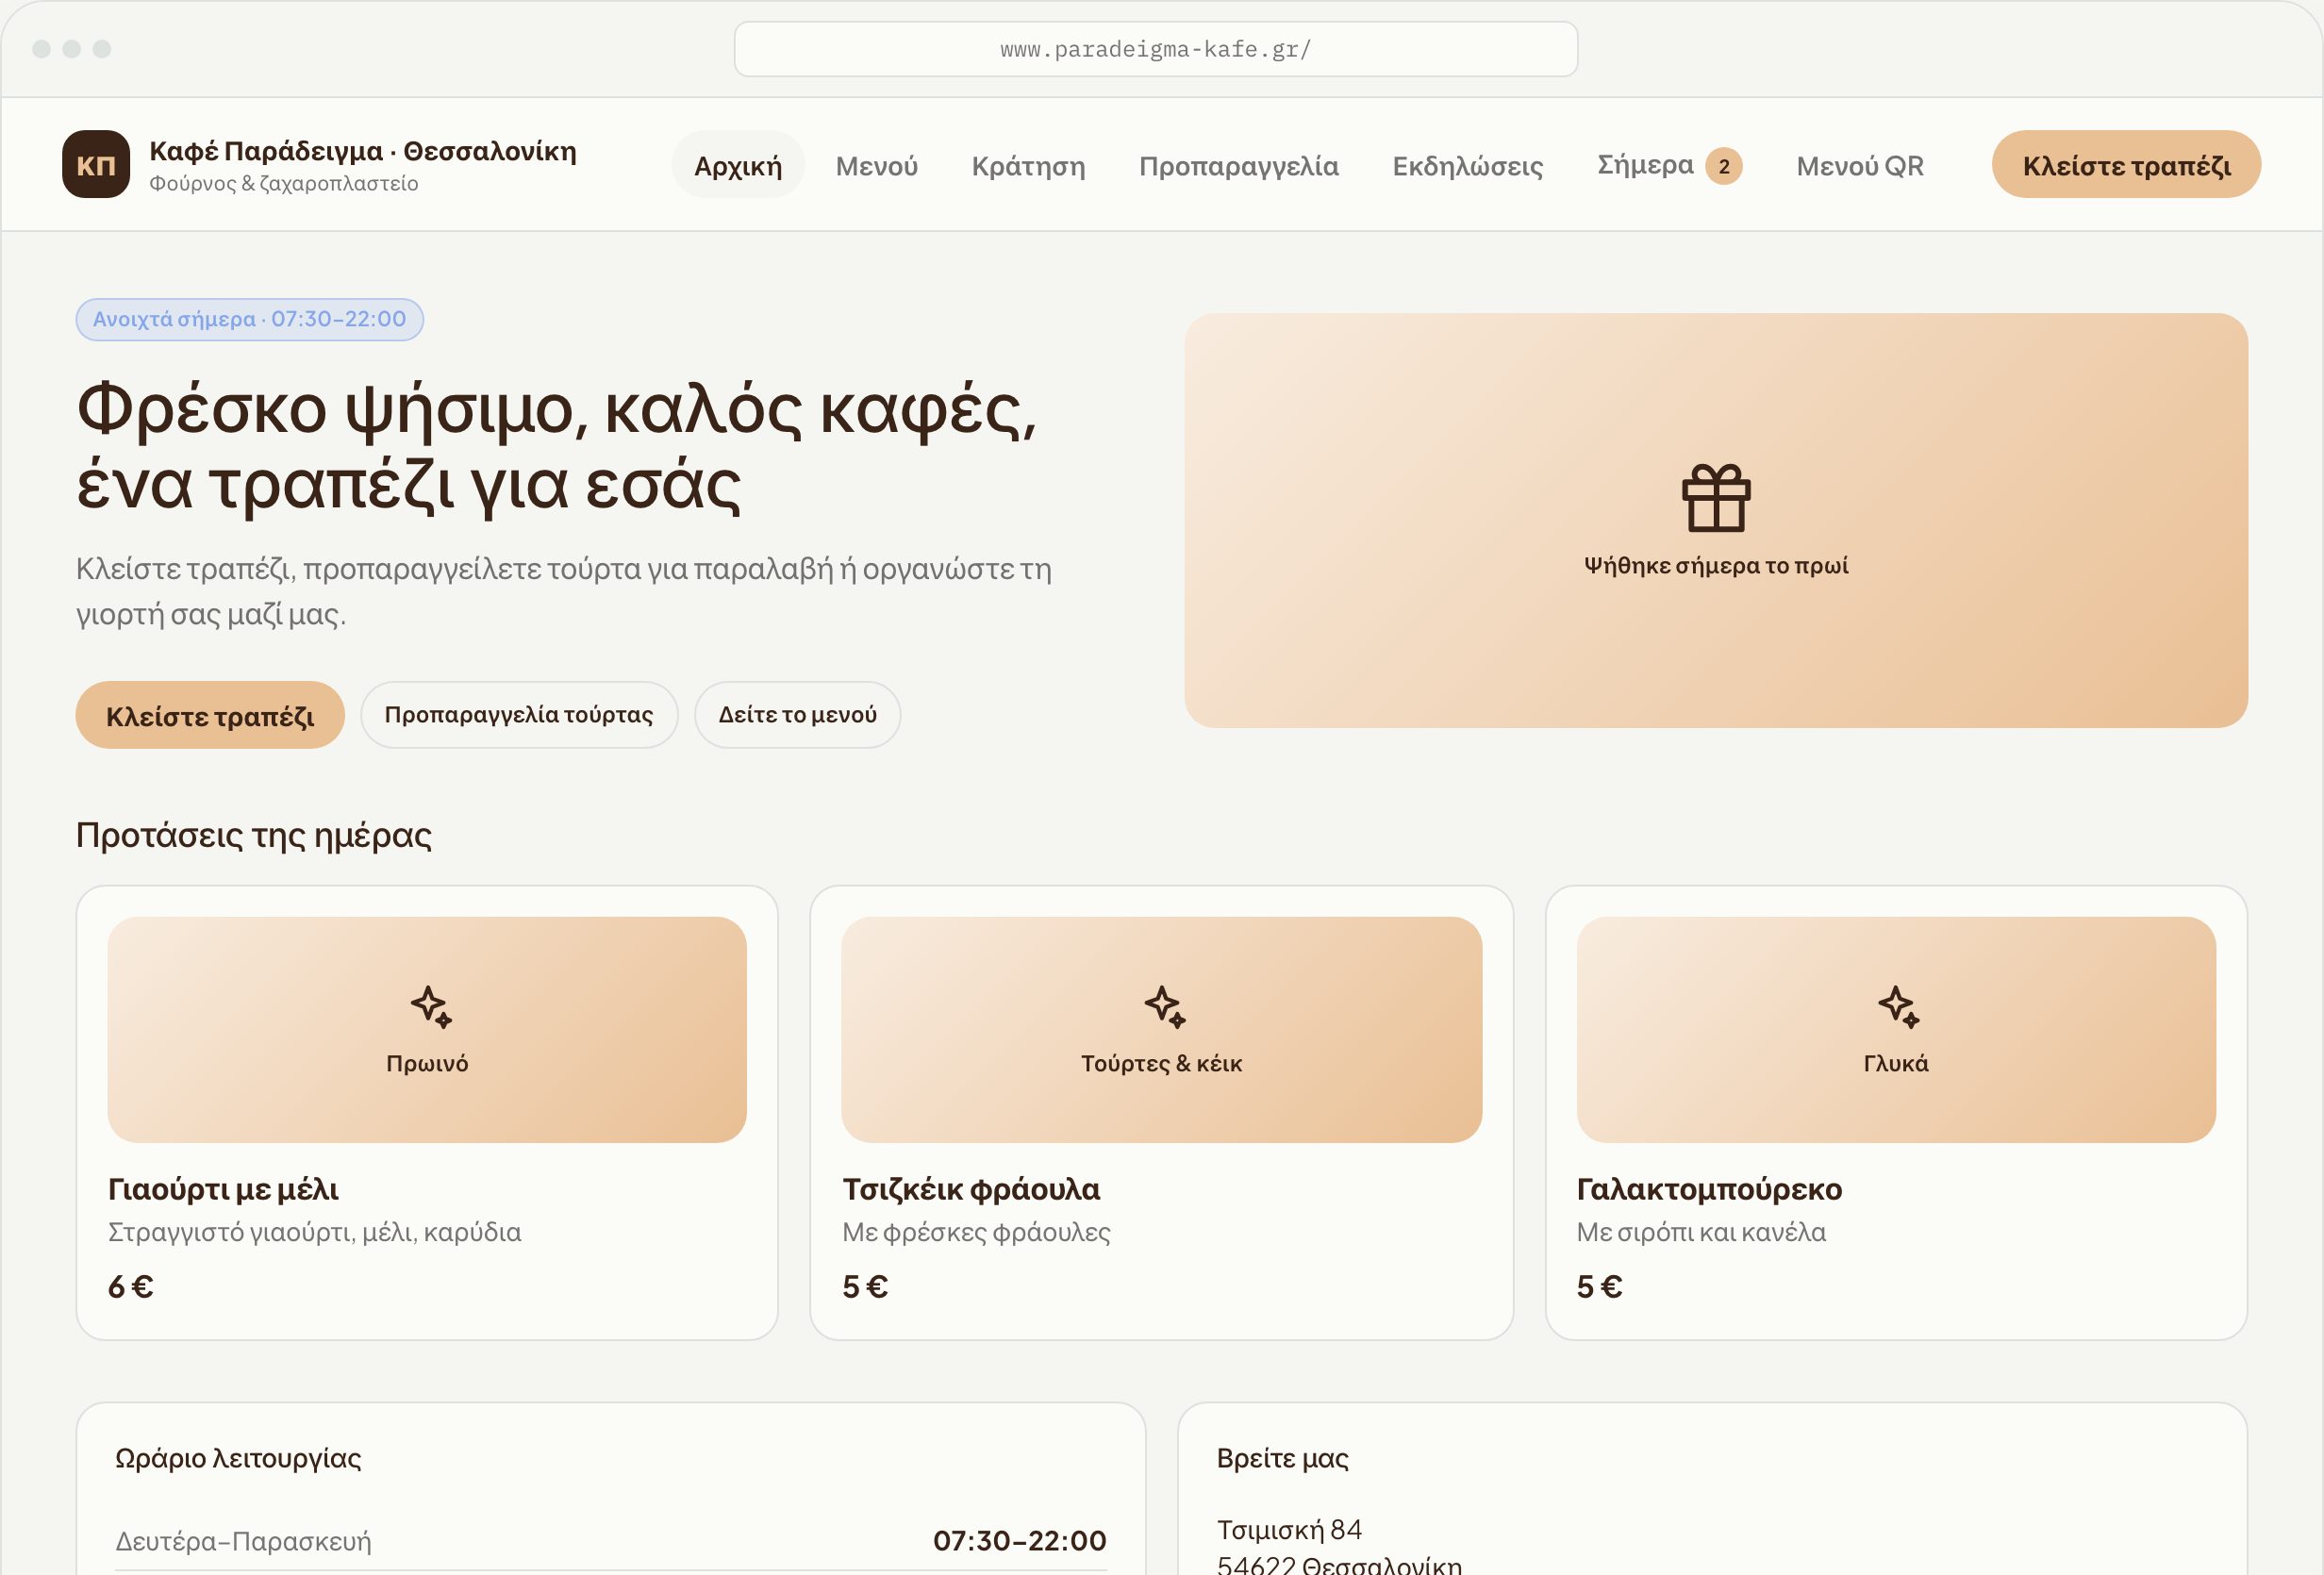 www.paradeigma-kafe.gr/
ΚΠ
Καφέ Παράδειγμα · Θεσσαλονίκη
Φούρνος & ζαχαροπλαστείο
Αρχική
Μενού
Κράτηση
Προπαραγγελία
Εκδηλώσεις
Σήμερα 2
Μενού QR
Κλείστε τραπέζι
Ανοιχτά σήμερα · 07:30–22:00
Φρέσκο ψήσιμο, καλός καφές,
ένα τραπέζι για εσάς
Κλείστε τραπέζι, προπαραγγείλετε τούρτα για παραλαβή ή οργανώστε τη
γιορτή σας μαζί μας.
Κλείστε τραπέζι
Προπαραγγελία τούρτας
Δείτε το μενού
Ψήθηκε σήμερα το πρωί
Προτάσεις της ημέρας
Πρωινό
Γιαούρτι με μέλι
Στραγγιστό γιαούρτι, μέλι, καρύδια
6 €
Τούρτες & κέικ
Τσιζκέικ φράουλα
Με φρέσκες φράουλες
5 €
Γλυκά
Γαλακτομπούρεκο
Με σιρόπι και κανέλα
5 €
Ωράριο λειτουργίας
Δευτέρα–Παρασκευή
07:30–22:00
Βρείτε μας
Τσιμισκή 84
54622 Θεσσαλονίκη